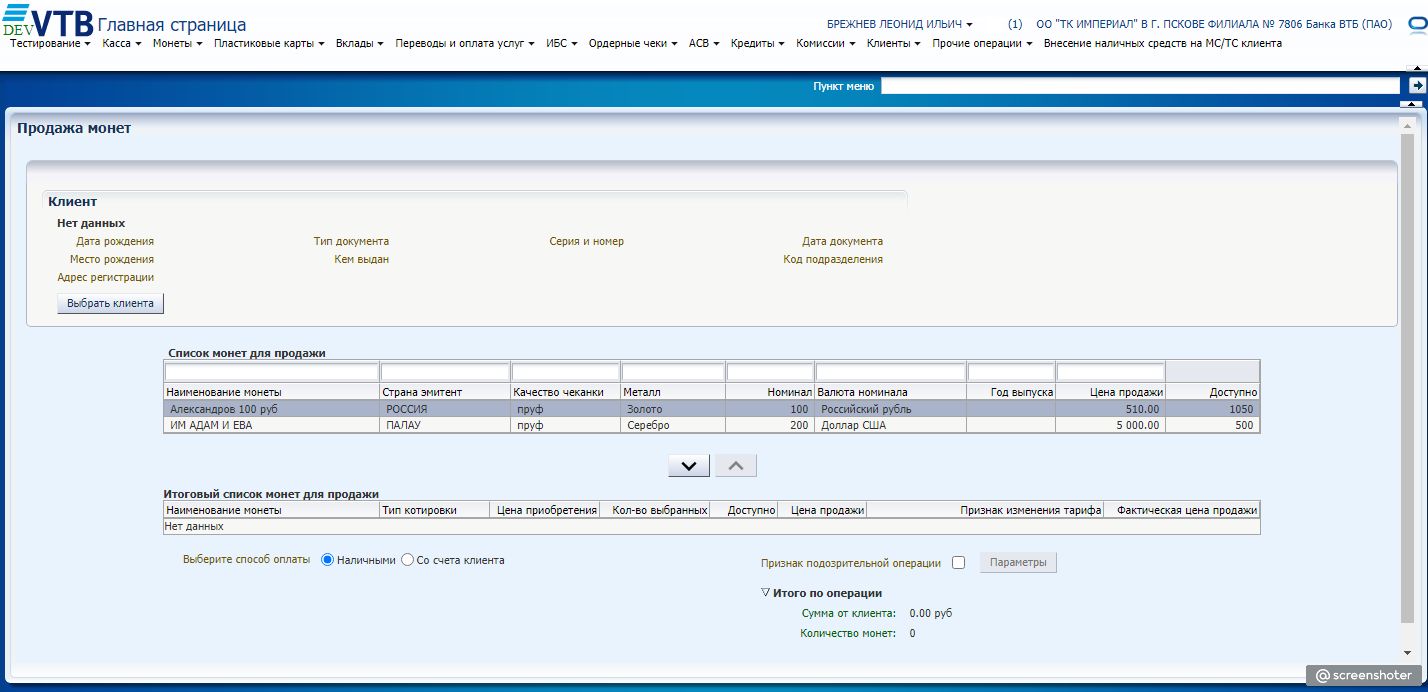 DEV VTB Главная страница
БРЕЖНЕВ ЛЕОНИД ИЛЬИЧ (1) ОО "ТК ИМПЕРИАЛ" В Г. ПСКОВЕ ФИЛИАЛА № 7806 Банка ВТБ (ПАО)
Тестирование Касса Монеты Пластиковые карты Вклады Переводы и оплата услуг ИБС Ордерные чеки АСВ Кредиты Комиссии Клиенты Прочие операции Внесение наличных средств на МС/ТС клиента
Пункт меню
Продажа монет
Клиент
Нет данных
Дата рождения Тип документа Серия и номер Дата документа
Место рождения Кем выдан Код подразделения
Адрес регистрации
Выбрать клиента
Список монет для продажи
Наименование монеты Страна эмитент Качество чеканки Металл Номинал Валюта номинала Год выпуска Цена продажи Доступно
Александров 100 руб РОССИЯ пруф Золото 100 Российский рубль 510.00 1050
ИМ АДАМ И ЕВА ПАЛАУ пруф Серебро 200 Доллар США 5 000.00 500
Итоговый список монет для продажи
Наименование монеты Тип котировки Цена приобретения Кол-во выбранных Доступно Цена продажи Признак изменения тарифа Фактическая цена продажи
Нет данных
Выберите способ оплаты Наличными Со счета клиента
Признак подозрительной операции Параметры
Итого по операции
Сумма от клиента: 0.00 руб
Количество монет: 0
@screenshoter